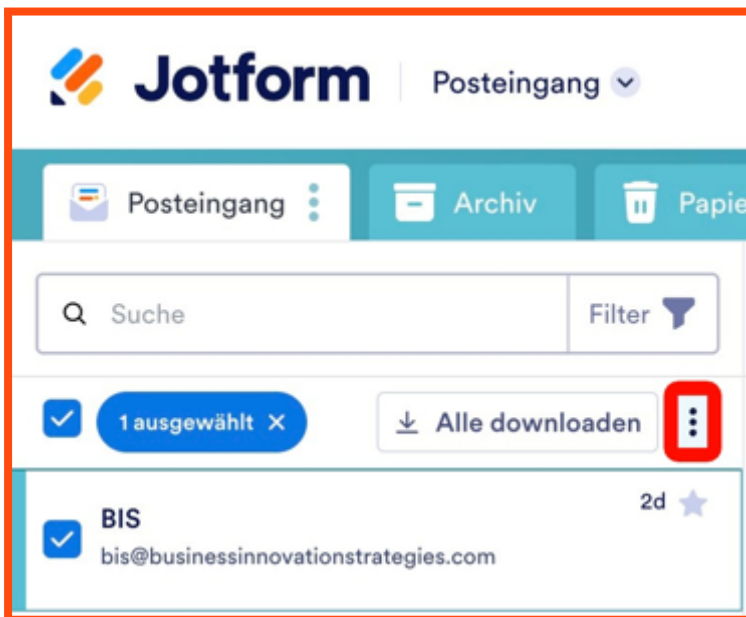 Jotform Posteingang
Posteingang Archiv
Suche Filter
1 ausgewählt × Alle downloaden
BIS 2d
bis@businessinnovationstrategies.com